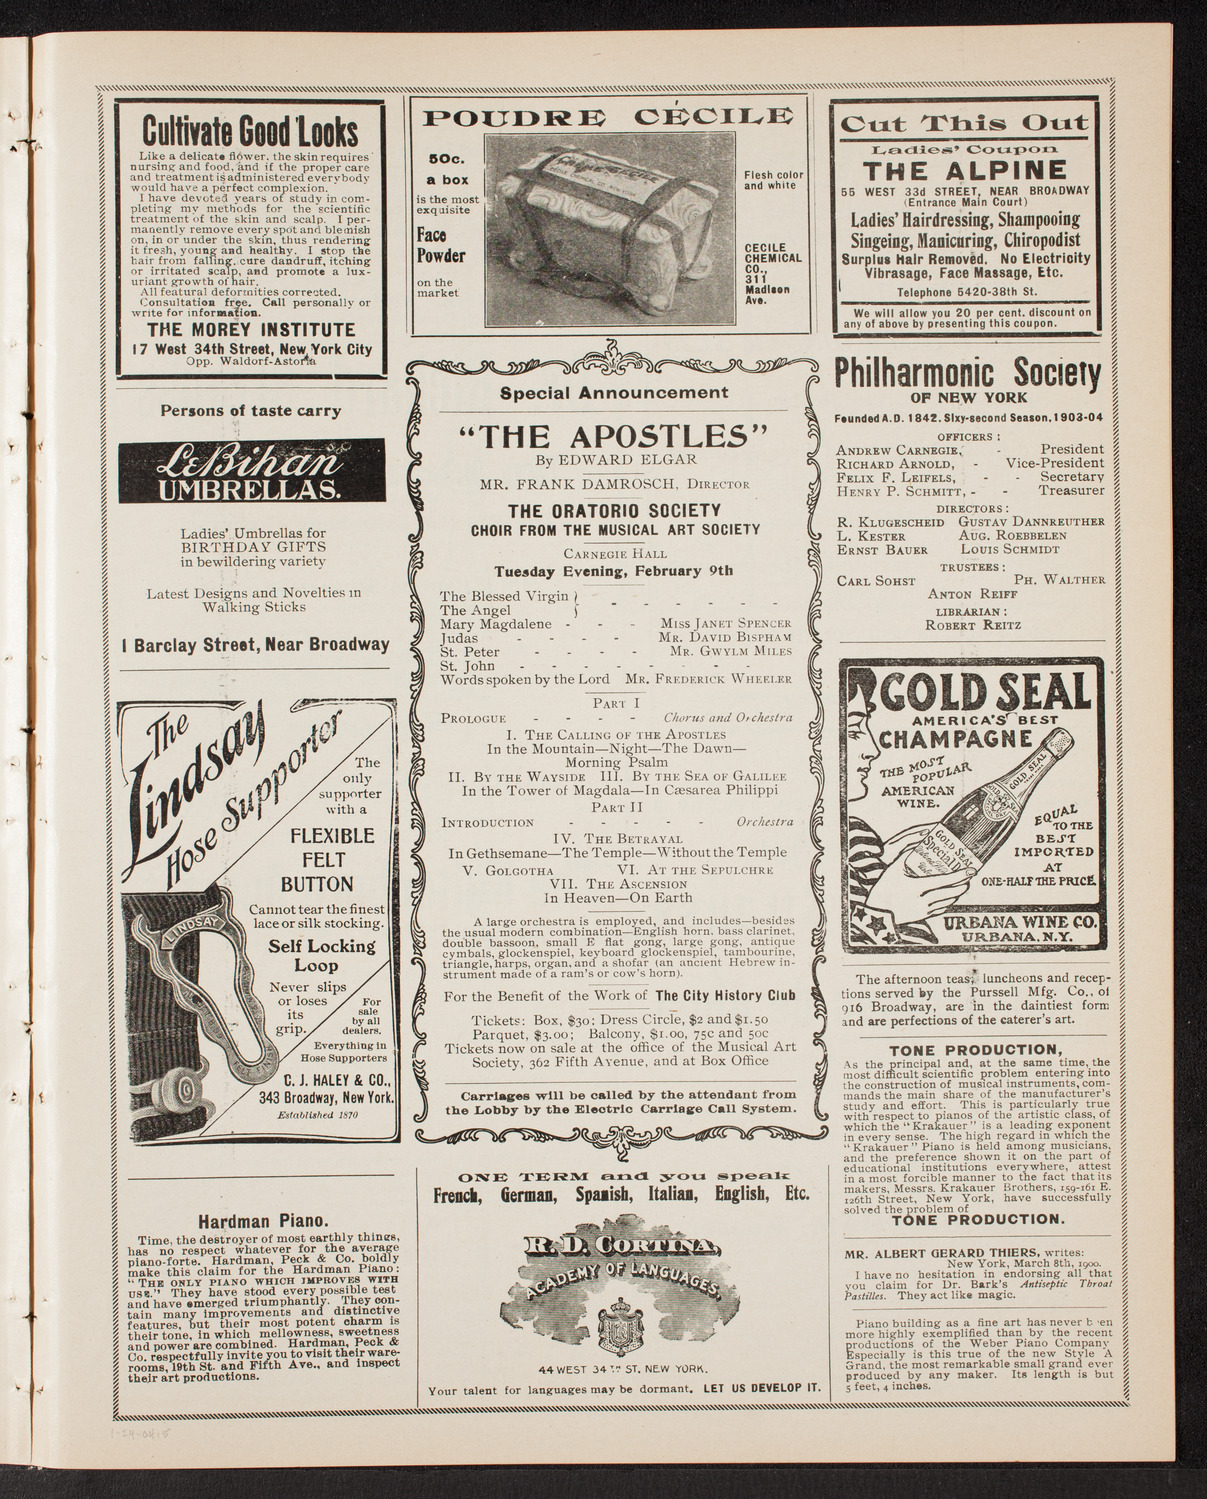 Cultivate Good Looks
Like a delicate flower, the skin requires
nursing and food, and if the proper care
and treatment is administered everybody
would have a perfect complexion.
I have devoted years of study in com-
pleting my methods for the scientific
treatment of the skin and scalp. I per-
manently remove every spot and blemish
on, in or under the skin, thus rendering
it fresh, young and healthy. I stop the
hair from falling, cure dandruff, itching
or irritated scalp, and promote a lux-
uriant growth of hair.
All featural deformities corrected.
Consultation free. Call personally or
write for information.
THE MOREY INSTITUTE
17 West 34th Street, New York City
Opp. Waldorf-Astoria
Persons of taste carry
LeBihan
UMBRELLAS.
Ladies' Umbrellas for
BIRTHDAY GIFTS
in bewildering variety
Latest Designs and Novelties in
Walking Sticks
1 Barclay Street, Near Broadway
The
Lindsay
Hose Supporter
The
only
supporter
with a
FLEXIBLE
FELT
BUTTON
Cannot tear the finest
lace or silk stocking.
Self Locking
Loop
Never slips
or loses
its
grip.
For
sale
by all
dealers.
Everything in
Hose Supporters
C. J. HALEY & CO.,
343 Broadway, New York.
Established 1870
LINDSAY
Hardman Piano.
Time, the destroyer of most earthly things,
has no respect whatever for the average
piano-forte. Hardman, Peck & Co. boldly
make this claim for the Hardman Piano:
"THE ONLY PIANO WHICH IMPROVES WITH
USE." They have stood every possible test
and have emerged triumphantly. They con-
tain many improvements and distinctive
features, but their most potent charm is
their tone, in which mellowness, sweetness
and power are combined. Hardman, Peck &
Co. respectfully invite you to visit their ware-
rooms, 19th St. and Fifth Ave., and inspect
their art productions.
POUDRE CÉCILE
50c.
a box
is the most
exquisite
Face
Powder
on the
market
Flesh color
and white
CECILE
CHEMICAL
CO.,
311
Madison
Ave.
Special Announcement
"THE APOSTLES"
By EDWARD ELGAR
MR. FRANK DAMROSCH, DIRECTOR
THE ORATORIO SOCIETY
CHOIR FROM THE MUSICAL ART SOCIETY
CARNEGIE HALL
Tuesday Evening, February 9th
The Blessed Virgin }
The Angel } - - - - - -
Mary Magdalene - - - MISS JANET SPENCER
Judas - - - - MR. DAVID BISPHAM
St. Peter - - - - MR. GWYLM MILES
St. John - - - - - - - -
Words spoken by the Lord MR. FREDERICK WHEELER
PART I
PROLOGUE - - - - Chorus and Orchestra
I. THE CALLING OF THE APOSTLES
In the Mountain—Night—The Dawn—
Morning Psalm
II. BY THE WAYSIDE III. BY THE SEA OF GALILEE
In the Tower of Magdala—In Cæsarea Philippi
PART II
INTRODUCTION - - - - - Orchestra
IV. THE BETRAYAL
In Gethsemane—The Temple—Without the Temple
V. GOLGOTHA VI. AT THE SEPULCHRE
VII. THE ASCENSION
In Heaven—On Earth
A large orchestra is employed, and includes—besides
the usual modern combination—English horn, bass clarinet,
double bassoon, small E flat gong, large gong, antique
cymbals, glockenspiel, keyboard glockenspiel, tambourine,
triangle, harps, organ, and a shofar (an ancient Hebrew in-
strument made of a ram's or cow's horn).
For the Benefit of the Work of The City History Club
Tickets: Box, $30; Dress Circle, $2 and $1.50
Parquet, $3.00; Balcony, $1.00, 75c and 50c
Tickets now on sale at the office of the Musical Art
Society, 362 Fifth Avenue, and at Box Office
Carriages will be called by the attendant from
the Lobby by the Electric Carriage Call System.
ONE TERM and you speak
French, German, Spanish, Italian, English, Etc.
R. D. CORTINA,
ACADEMY OF LANGUAGES,
44 WEST 34TH ST. NEW YORK.
Your talent for languages may be dormant. LET US DEVELOP IT.
Cut This Out
Ladies' Coupon
THE ALPINE
55 WEST 33d STREET, NEAR BROADWAY
(Entrance Main Court)
Ladies' Hairdressing, Shampooing
Singeing, Manicuring, Chiropodist
Surplus Hair Removed. No Electricity
Vibrasage, Face Massage, Etc.
Telephone 5420-38th St.
We will allow you 20 per cent. discount on
any of above by presenting this coupon.
Philharmonic Society
OF NEW YORK
Founded A.D. 1842. Sixy-second Season, 1903-04
OFFICERS:
ANDREW CARNEGIE, - President
RICHARD ARNOLD, - Vice-President
FELIX F. LEIFELS, - - Secretary
HENRY P. SCHMITT, - - Treasurer
DIRECTORS:
R. KLUGESCHEID GUSTAV DANNREUTHER
L. KESTER AUG. ROEBBELEN
ERNST BAUER LOUIS SCHMIDT
TRUSTEES:
CARL SOHST PH. WALTHER
ANTON REIFF
LIBRARIAN:
ROBERT REITZ
GOLD SEAL
AMERICA'S BEST
CHAMPAGNE
THE MOST
POPULAR
AMERICAN
WINE.
EQUAL
TO THE
BEST
IMPORTED
AT
ONE-HALF THE PRICE.
GOLD SEAL
GOLD SEAL
Special Dry
URBANA WINE CO.
URBANA, N.Y.
The afternoon teas, luncheons and recep-
tions served by the Purssell Mfg. Co., of
916 Broadway, are in the daintiest form
and are perfections of the caterer's art.
TONE PRODUCTION,
As the principal and, at the same time, the
most difficult scientific problem entering into
the construction of musical instruments, com-
mands the main share of the manufacturer's
study and effort. This is particularly true
with respect to pianos of the artistic class, of
which the "Krakauer" is a leading exponent
in every sense. The high regard in which the
"Krakauer" Piano is held among musicians,
and the preference shown it on the part of
educational institutions everywhere, attest
in a most forcible manner to the fact that its
makers, Messrs. Krakauer Brothers, 159-161 E.
126th Street, New York, have successfully
solved the problem of
TONE PRODUCTION.
MR. ALBERT GERARD THIERS, writes:
New York, March 8th, 1900.
I have no hesitation in endorsing all that
you claim for Dr. Bark's Antiseptic Throat
Pastilles. They act like magic.
Piano building as a fine art has never b en
more highly exemplified than by the recent
productions of the Weber Piano Company
Especially is this true of the new Style A
Grand, the most remarkable small grand ever
produced by any maker. Its length is but
5 feet, 4 inches.